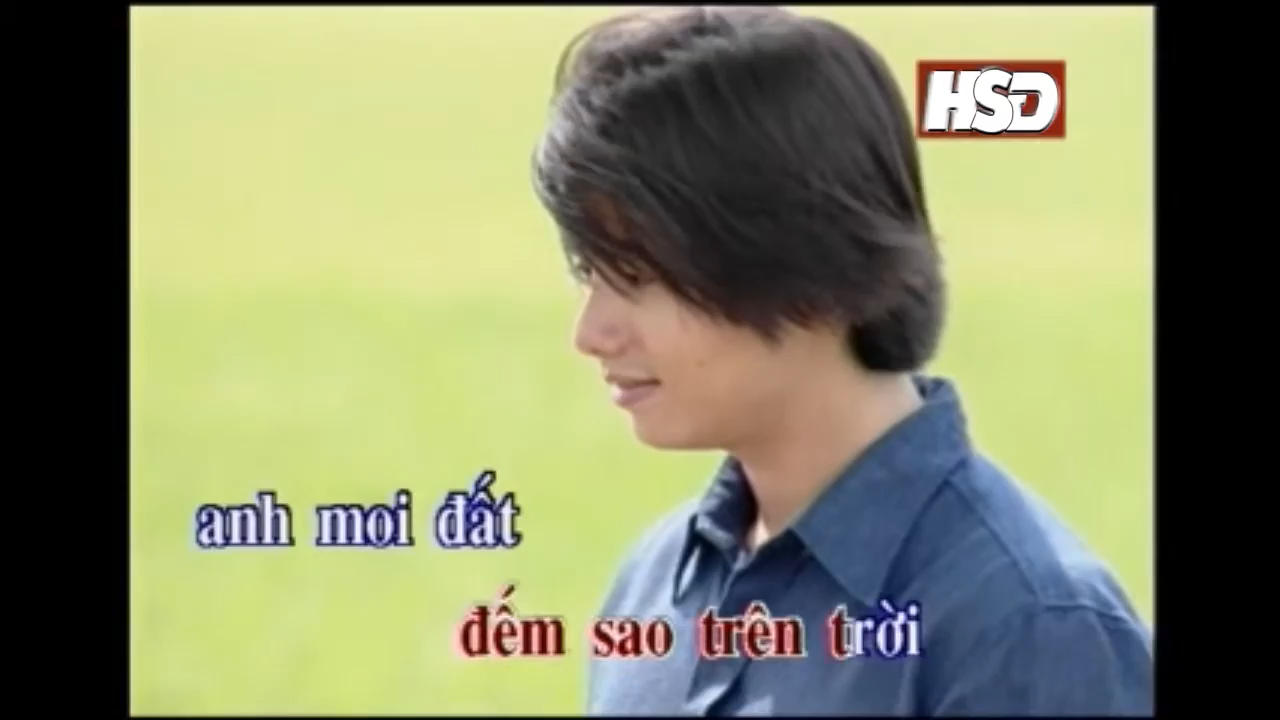 HSD
anh moi đất
đếm sao trên trời